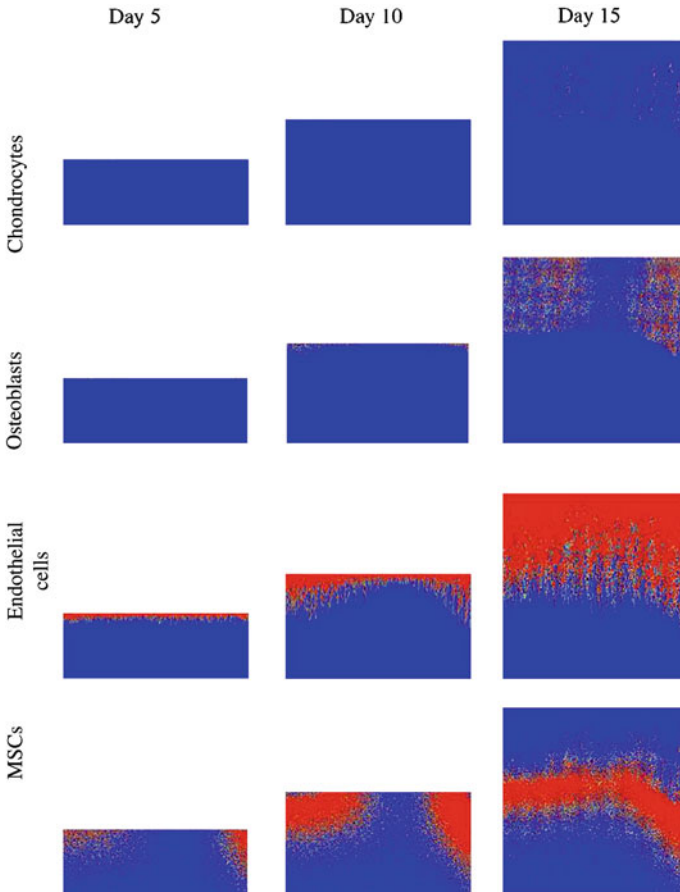 Day 5 Day 10 Day 15
Chondrocytes
Osteoblasts
Endothelial
cells
MSCs